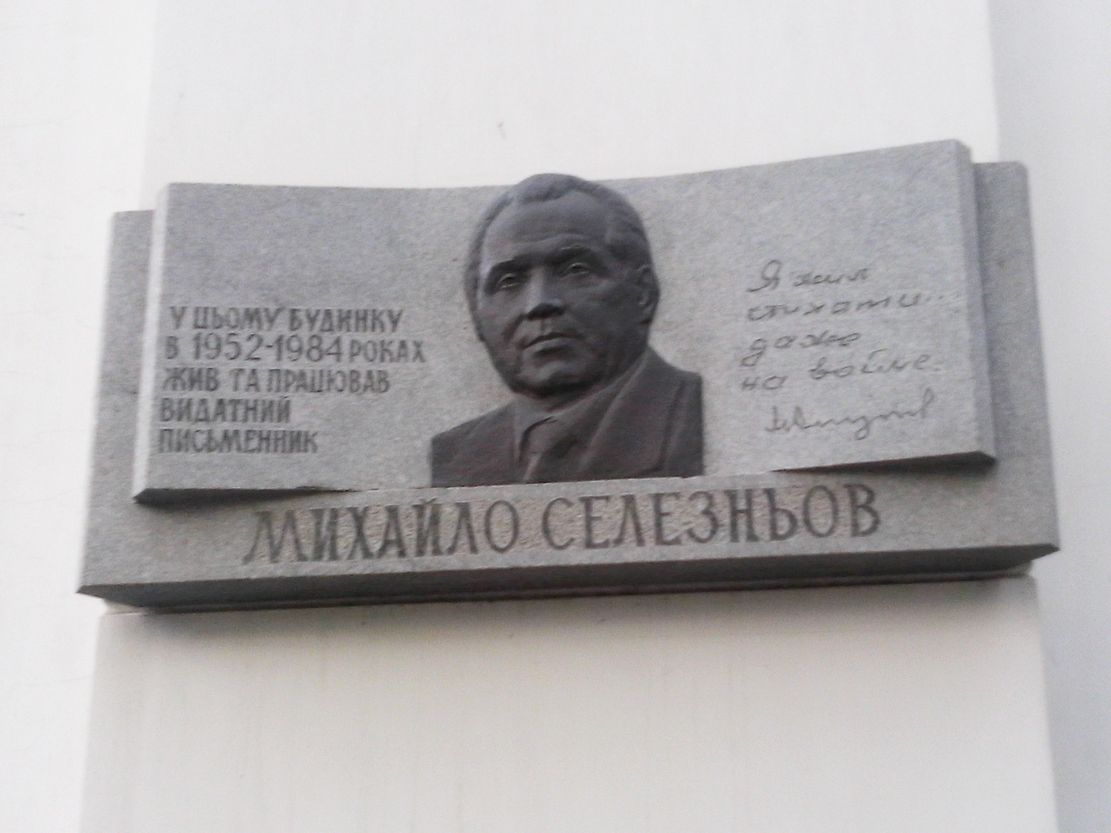 У ЦЬОМУ БУДИНКУ
В 1952-1984 РОКАХ
ЖИВ ТА ПРАЦЮВАВ
ВИДАТНИЙ
ПИСЬМЕННИК
МИХАЙЛО СЕЛЕЗНЬОВ
Я жил
стихами...
даже
на войне.